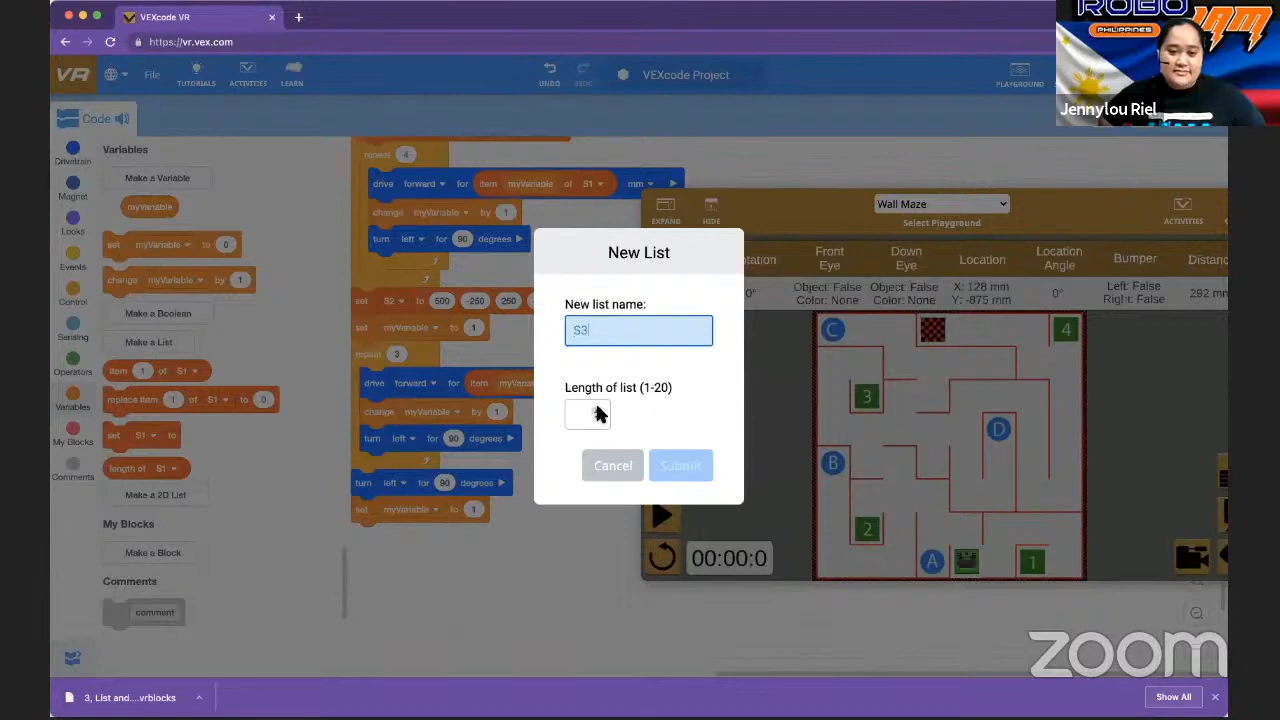 VEXcode VR
https://vr.vex.com
ROBO
PHILIPPINES
JAM
Jennylou Riel
VR
File
TUTORIALS
ACTIVITIES
LEARN
UNDO
REDO
VEXcode Project
PLAYGROUND
Code
Variables
Drivetrain
Magnet
Looks
Events
Control
Sensing
Operators
Variables
My Blocks
Comments
Make a Variable
myVariable
set myVariable to 0
change myVariable by 1
Make a Boolean
Make a List
item 1 of S1
replace item 1 of S1 to 0
set S1 to
length of S1
Make a 2D List
My Blocks
Make a Block
Comments
comment
repeat 4
drive forward for item myVariable of S1 mm
change myVariable by 1
turn left for 90 degrees
set S2 to 500 -250 250
set myVariable to 1
repeat 3
drive forward for item
change myVariable by 1
turn left for 90 degrees
turn left for 90 degrees
set myVariable to 1
New List
New list name:
S3
Length of list (1-20)
Cancel
Submit
EXPAND
HIDE
Wall Maze
Select Playground
ACTIVITIES
Front Eye
Down Eye
Location
Location Angle
Bumper
Object: False
Color: None
Object: False
Color: None
X: 128 mm
Y: -875 mm
0°
Left: False
Right: False
292 mm
C
4
3
D
B
2
A
1
00:00:0
zoom
3, List and....vrblocks
Show All